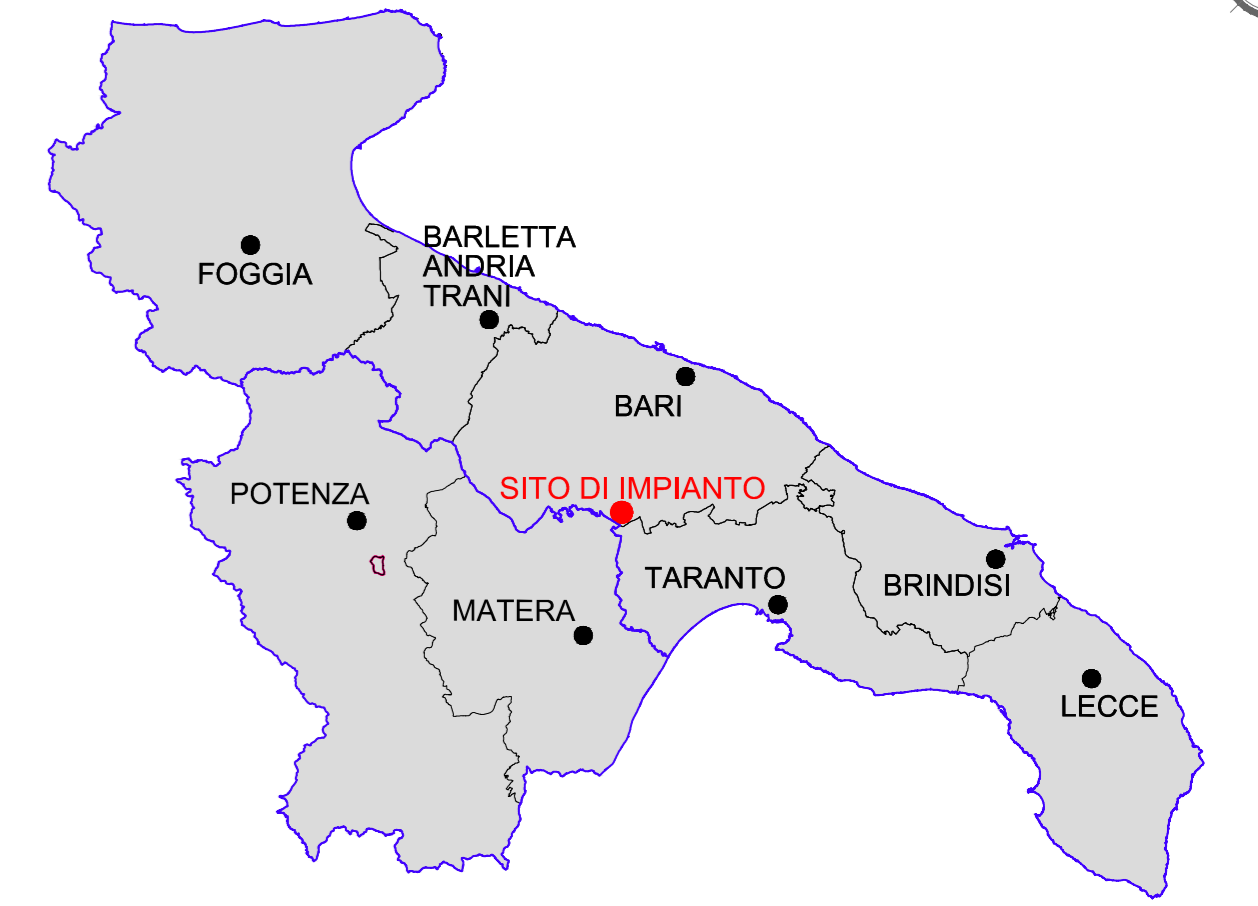 BARLETTA
ANDRIA
TRANI
FOGGIA
BARI
SITO DI IMPIANTO
POTENZA
TARANTO
BRINDISI
MATERA
LECCE